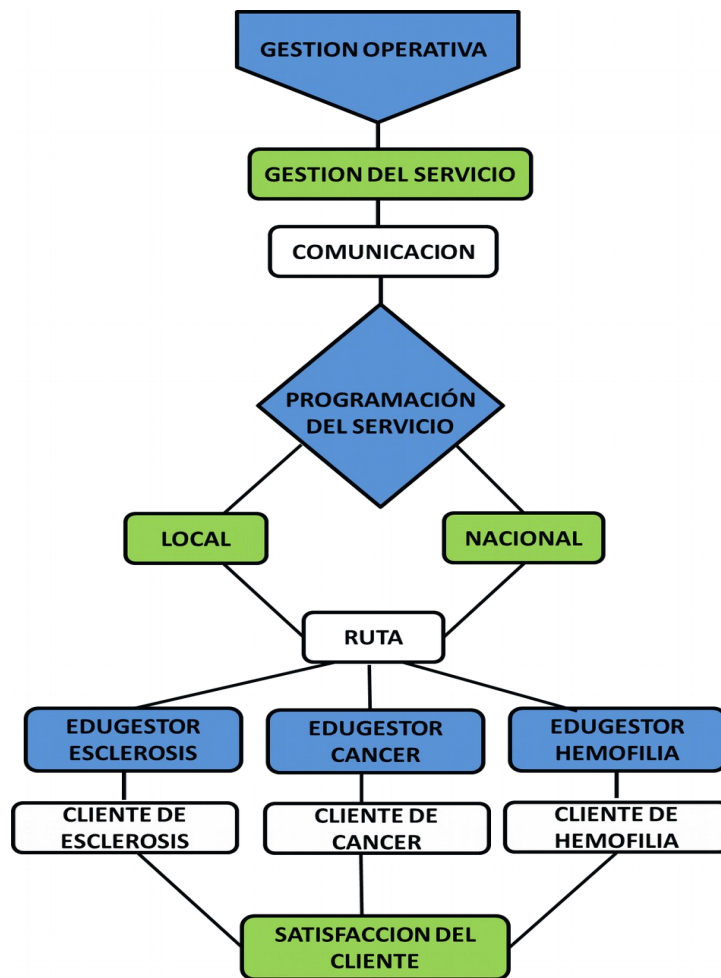 GESTION OPERATIVA
GESTION DEL SERVICIO
COMUNICACION
PROGRAMACIÓN
DEL SERVICIO
LOCAL
NACIONAL
RUTA
EDUGESTOR
ESCLEROSIS
EDUGESTOR
CANCER
EDUGESTOR
HEMOFILIA
CLIENTE DE
ESCLEROSIS
CLIENTE DE
CANCER
CLIENTE DE
HEMOFILIA
SATISFACCION DEL
CLIENTE